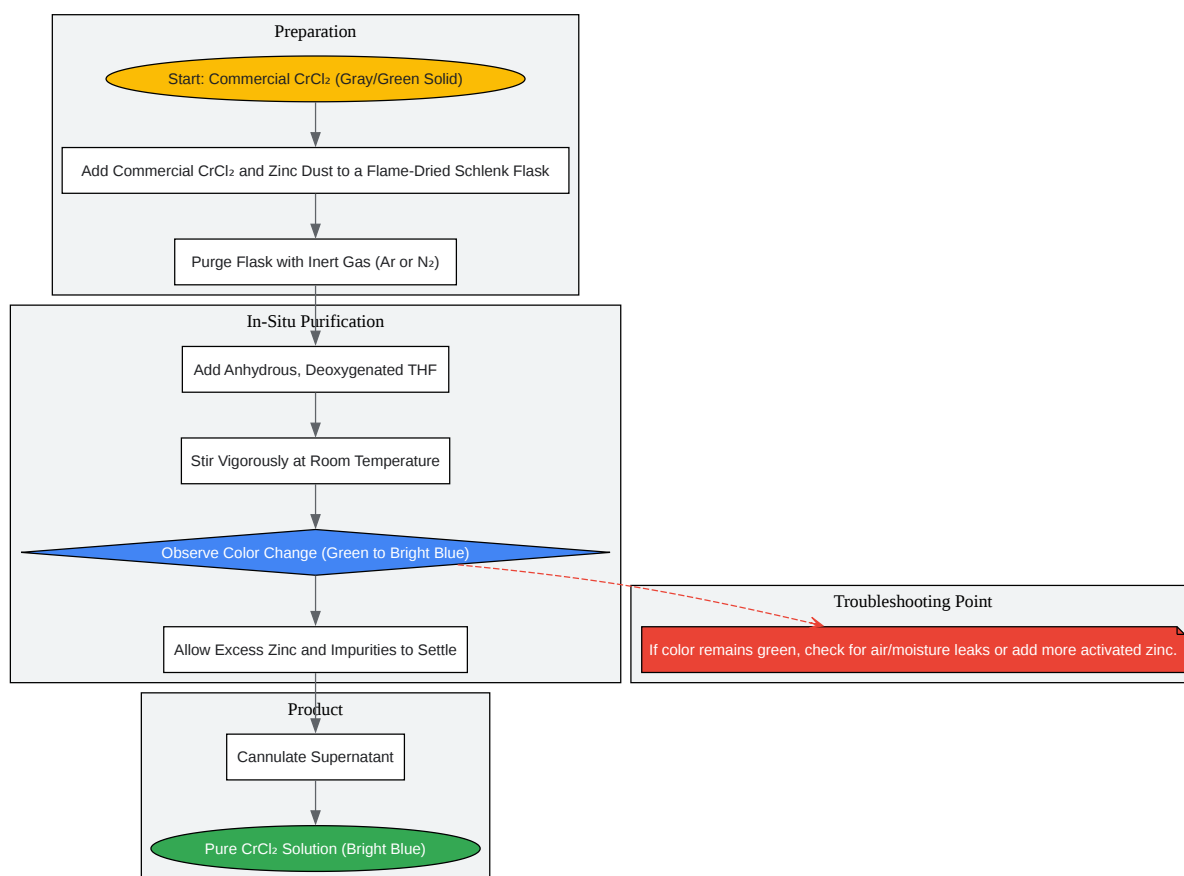 Preparation
Start: Commercial CrCl₂ (Gray/Green Solid)
Add Commercial CrCl₂ and Zinc Dust to a Flame-Dried Schlenk Flask
Purge Flask with Inert Gas (Ar or N₂)
In-Situ Purification
Add Anhydrous, Deoxygenated THF
Stir Vigorously at Room Temperature
Observe Color Change (Green to Bright Blue)
Troubleshooting Point
If color remains green, check for air/moisture leaks or add more activated zinc.
Allow Excess Zinc and Impurities to Settle
Product
Cannulate Supernatant
Pure CrCl₂ Solution (Bright Blue)